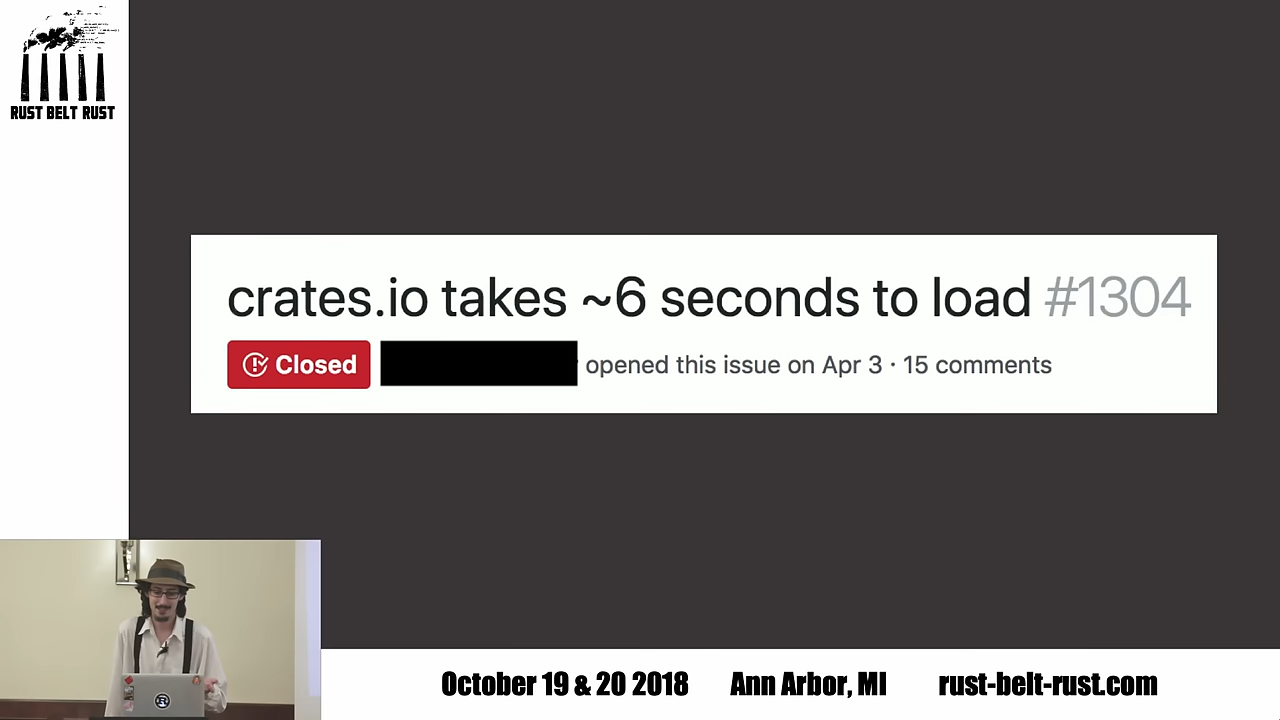 RUST BELT RUST
crates.io takes ~6 seconds to load #1304
Closed opened this issue on Apr 3 · 15 comments
October 19 & 20 2018 Ann Arbor, MI rust-belt-rust.com